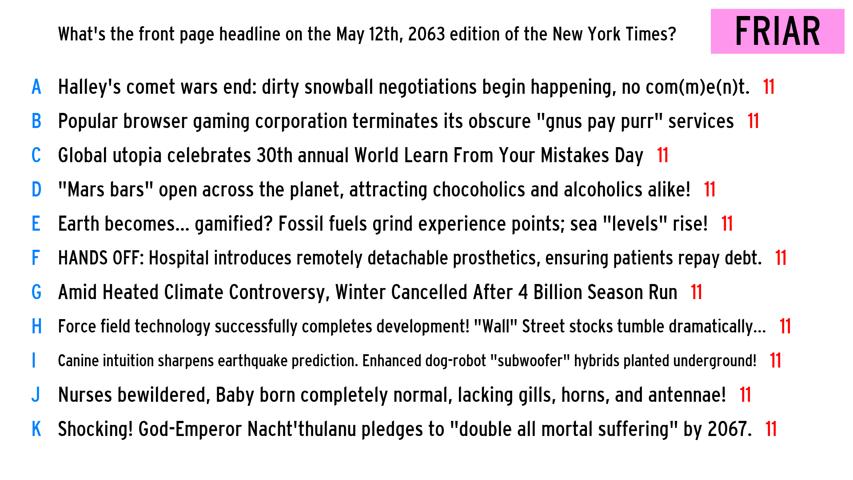 What's the front page headline on the May 12th, 2063 edition of the New York Times?
FRIAR
A Halley's comet wars end: dirty snowball negotiations begin happening, no com(m)e(n)t. 11
B Popular browser gaming corporation terminates its obscure "gnus pay purr" services 11
C Global utopia celebrates 30th annual World Learn From Your Mistakes Day 11
D "Mars bars" open across the planet, attracting chocoholics and alcoholics alike! 11
E Earth becomes... gamified? Fossil fuels grind experience points; sea "levels" rise! 11
F HANDS OFF: Hospital introduces remotely detachable prosthetics, ensuring patients repay debt. 11
G Amid Heated Climate Controversy, Winter Cancelled After 4 Billion Season Run 11
H Force field technology successfully completes development! "Wall" Street stocks tumble dramatically... 11
I Canine intuition sharpens earthquake prediction. Enhanced dog-robot "subwoofer" hybrids planted underground! 11
J Nurses bewildered, Baby born completely normal, lacking gills, horns, and antennae! 11
K Shocking! God-Emperor Nacht'thulanu pledges to "double all mortal suffering" by 2067. 11